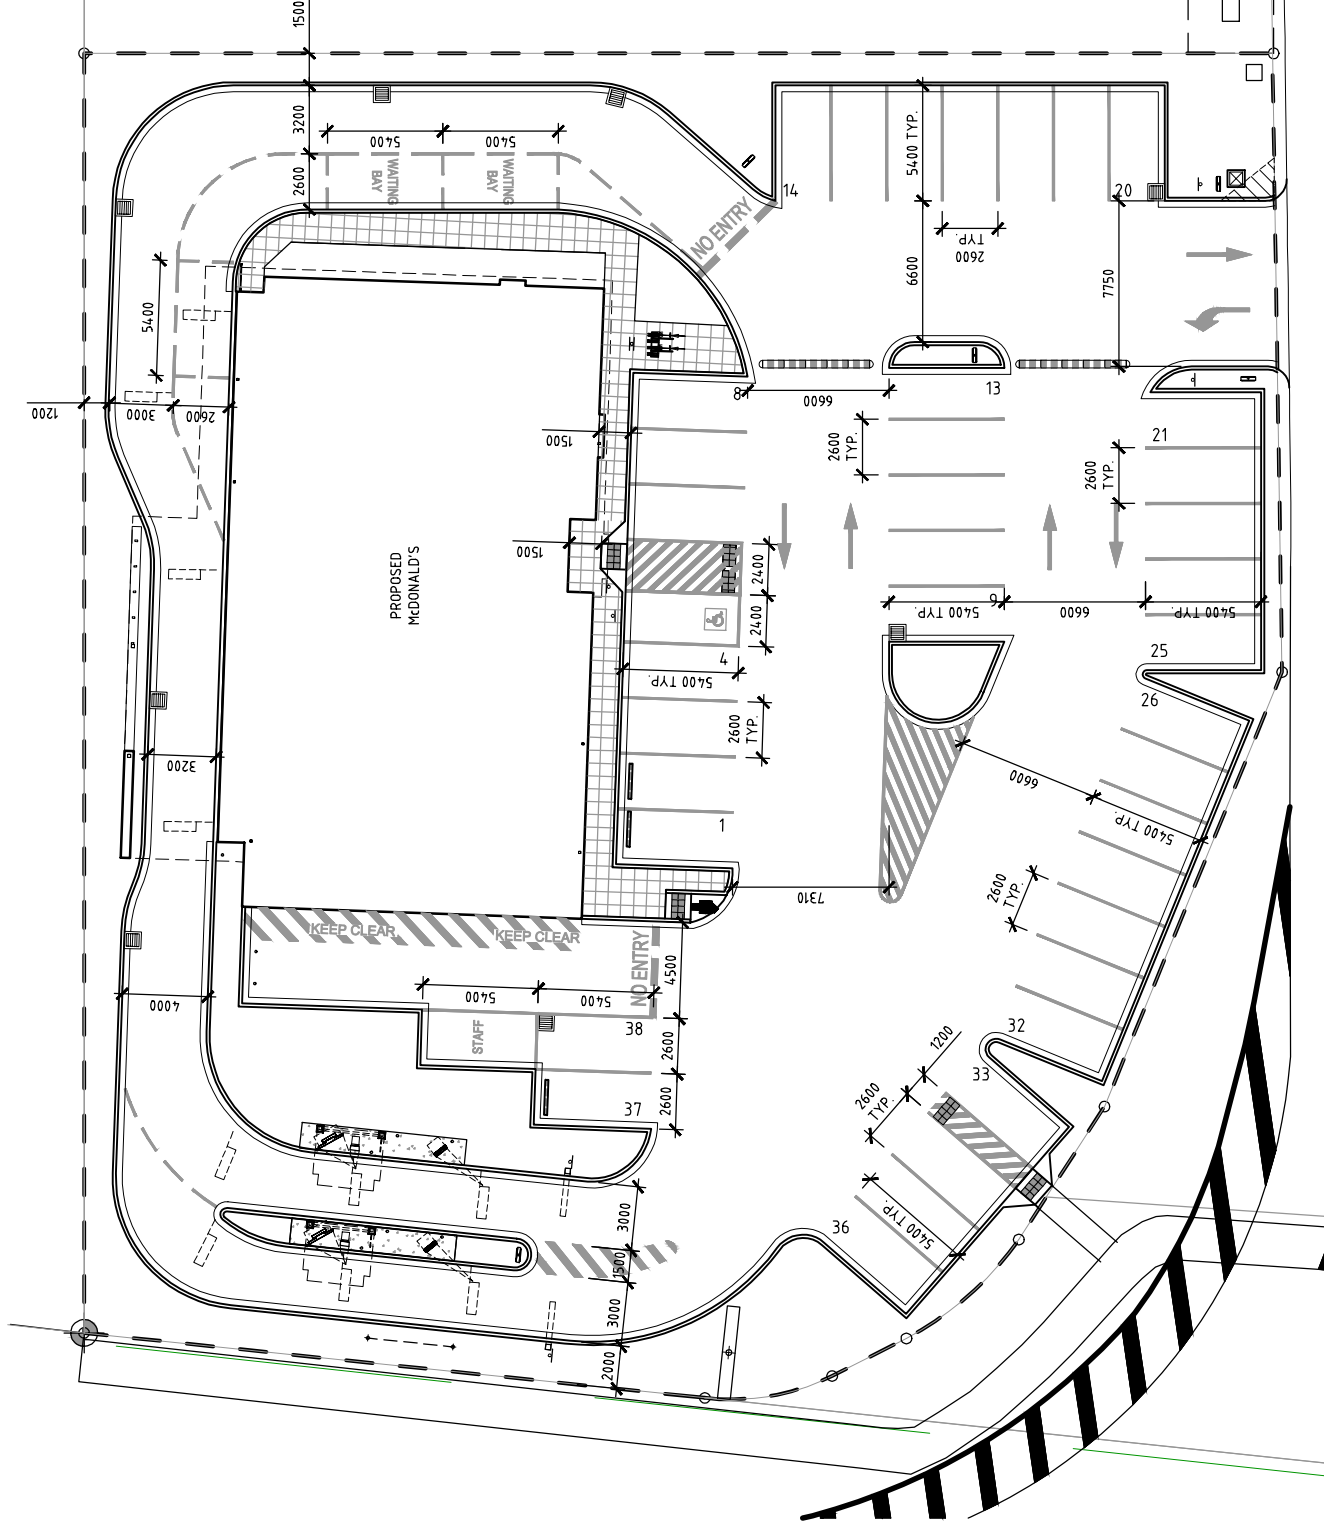 1500
3200
5400
5400
5400 TYP.
WAITING
BAY
WAITING
BAY
2600
14
20
NO ENTRY
TYP.
2600
6600
7750
5400
1200
3000
2600
8
6600
13
1500
2600
TYP.
21
2600
TYP.
1500
PROPOSED
McDONALD'S
2400
2400
9
5400 TYP.
6600
5400 TYP.
4
5400 TYP.
25
26
2600
TYP.
3200
6600
5400 TYP.
1
7310
2600
TYP.
KEEP CLEAR
KEEP CLEAR
NO ENTRY
4500
4000
5400
5400
STAFF
38
2600
32
1200
33
2600
TYP.
37
2600
3000
36
5400 TYP.
1500
3000
2000